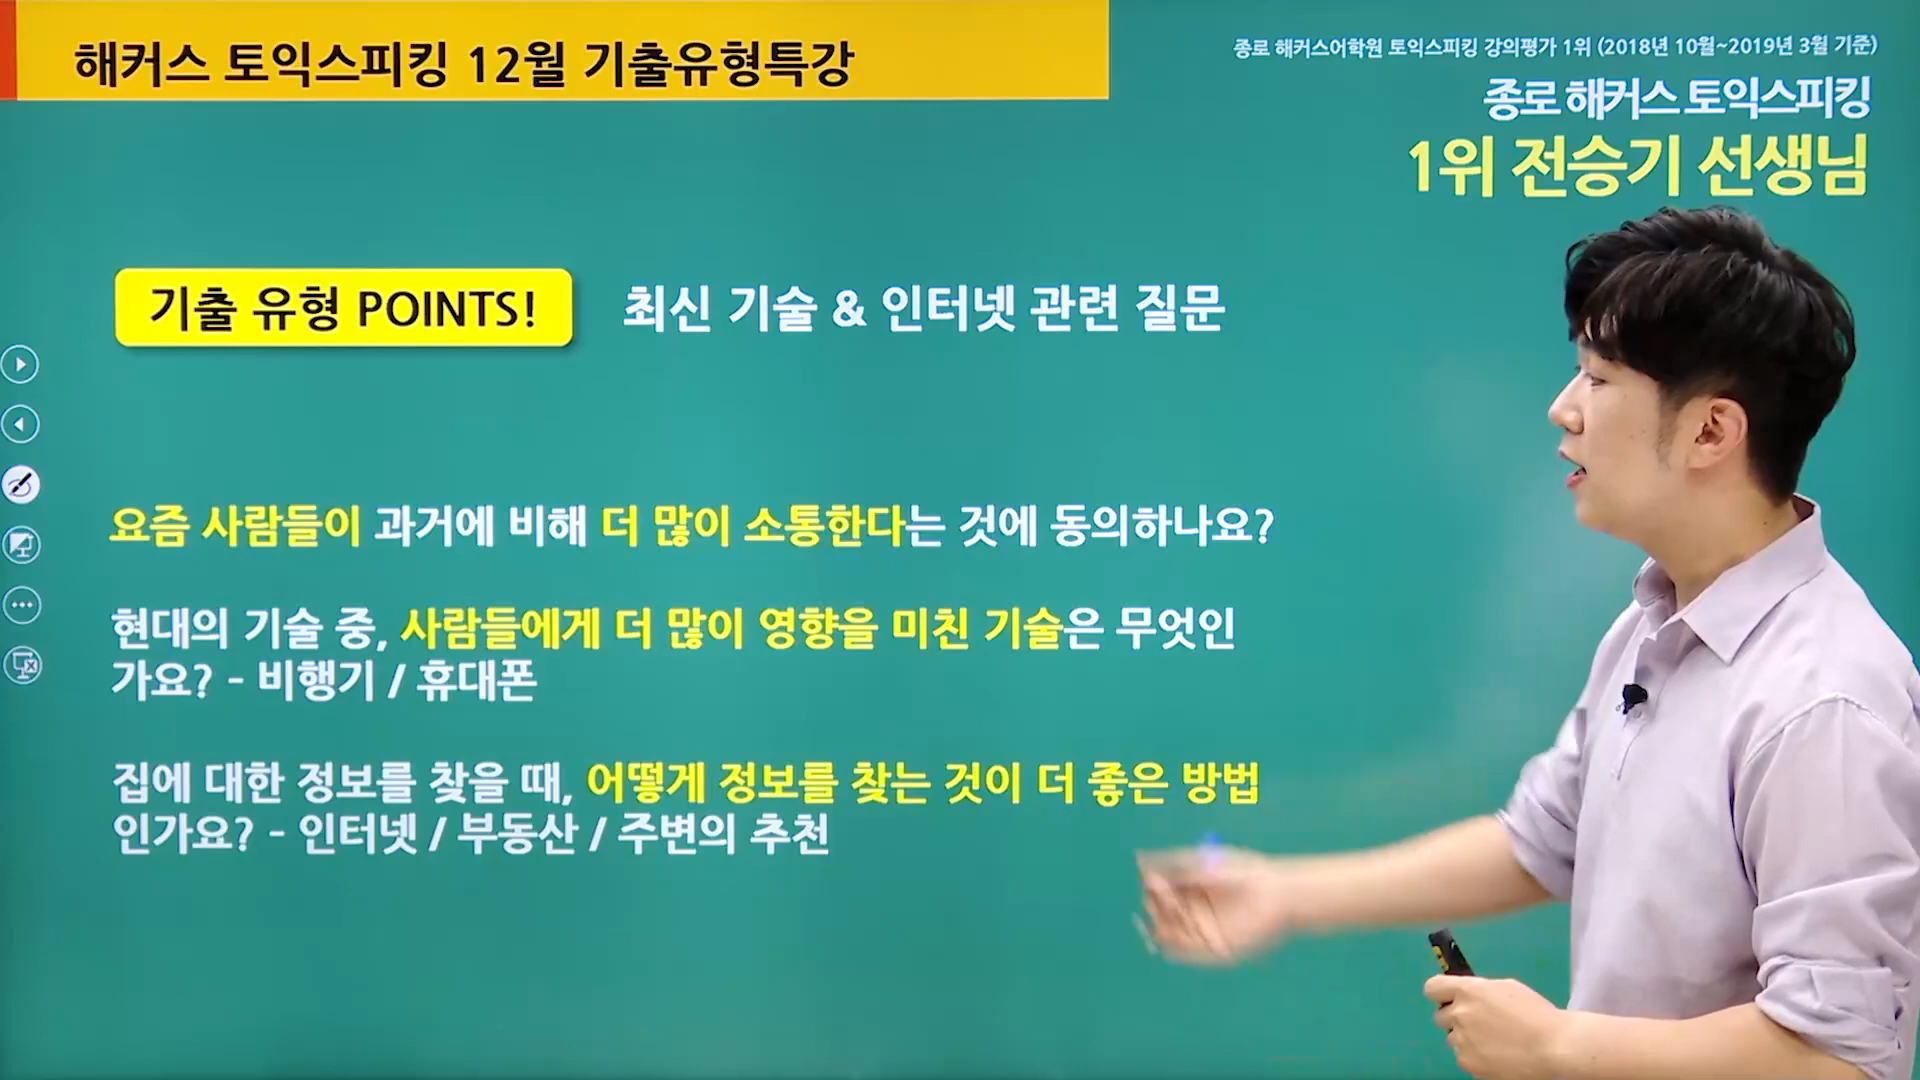 해커스 토익스피킹 12월 기출유형특강
종로 해커스어학원 토익스피킹 강의평가 1위 (2018년 10월~2019년 3월 기준)
종로 해커스 토익스피킹
1위 전승기 선생님
기출 유형 POINTS!
최신 기술 & 인터넷 관련 질문
요즘 사람들이 과거에 비해 더 많이 소통한다는 것에 동의하나요?
현대의 기술 중, 사람들에게 더 많이 영향을 미친 기술은 무엇인
가요? - 비행기 / 휴대폰
집에 대한 정보를 찾을 때, 어떻게 정보를 찾는 것이 더 좋은 방법
인가요? - 인터넷 / 부동산 / 주변의 추천